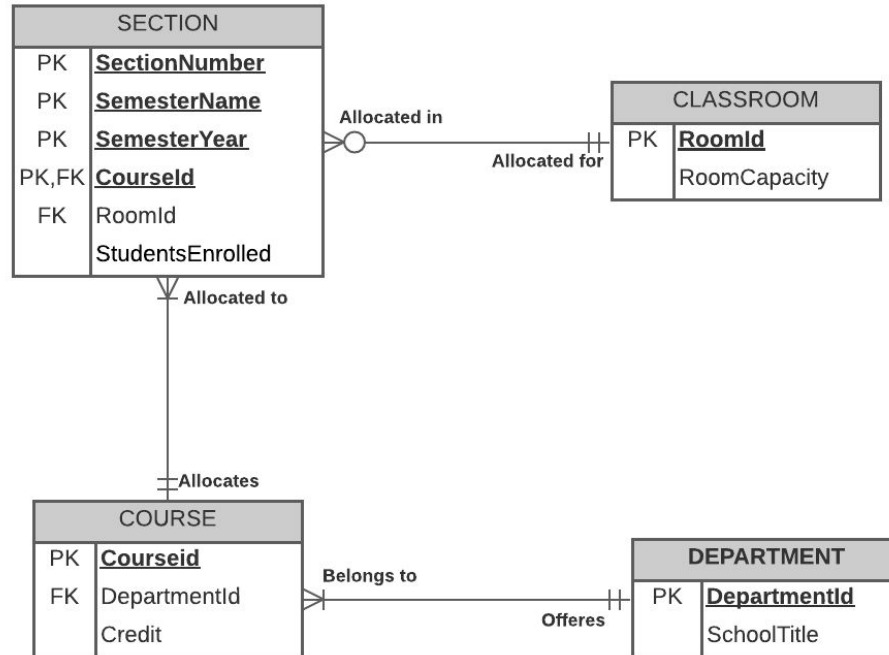 SECTION
PK SectionNumber
PK SemesterName
PK SemesterYear
PK,FK CourseId
FK RoomId
StudentsEnrolled
Allocated in
Allocated for
CLASSROOM
PK RoomId
RoomCapacity
Allocated to
Allocates
COURSE
PK Courseid
FK DepartmentId
Credit
Belongs to
Offeres
DEPARTMENT
PK DepartmentId
SchoolTitle